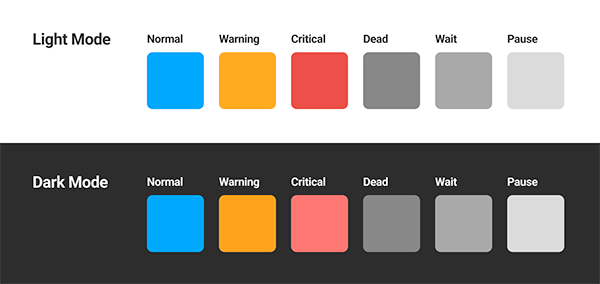 Light Mode
Normal Warning Critical Dead Wait Pause
Dark Mode
Normal Warning Critical Dead Wait Pause